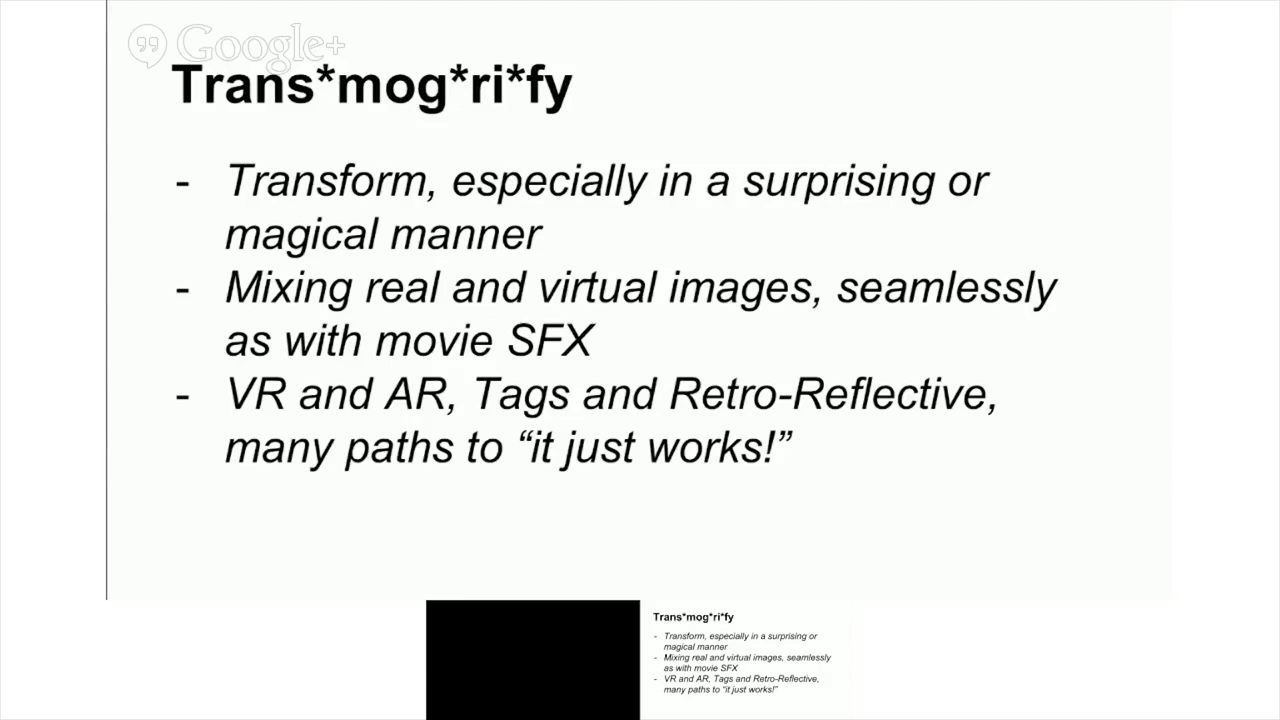 Google+
Trans*mog*ri*fy
- Transform, especially in a surprising or
magical manner
- Mixing real and virtual images, seamlessly
as with movie SFX
- VR and AR, Tags and Retro-Reflective,
many paths to “it just works!”
Trans*mog*ri*fy
- Transform, especially in a surprising or
magical manner
- Mixing real and virtual images, seamlessly
as with movie SFX
- VR and AR, Tags and Retro-Reflective,
many paths to “it just works!”